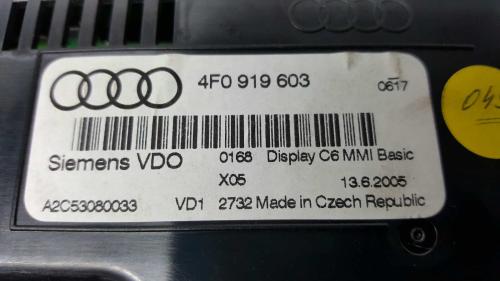 4F0 919 603
0617
Siemens VDO 0168 Display C6 MMI Basic
X05 13.6.2005
A2C53080033 VD1 2732 Made in Czech Republic